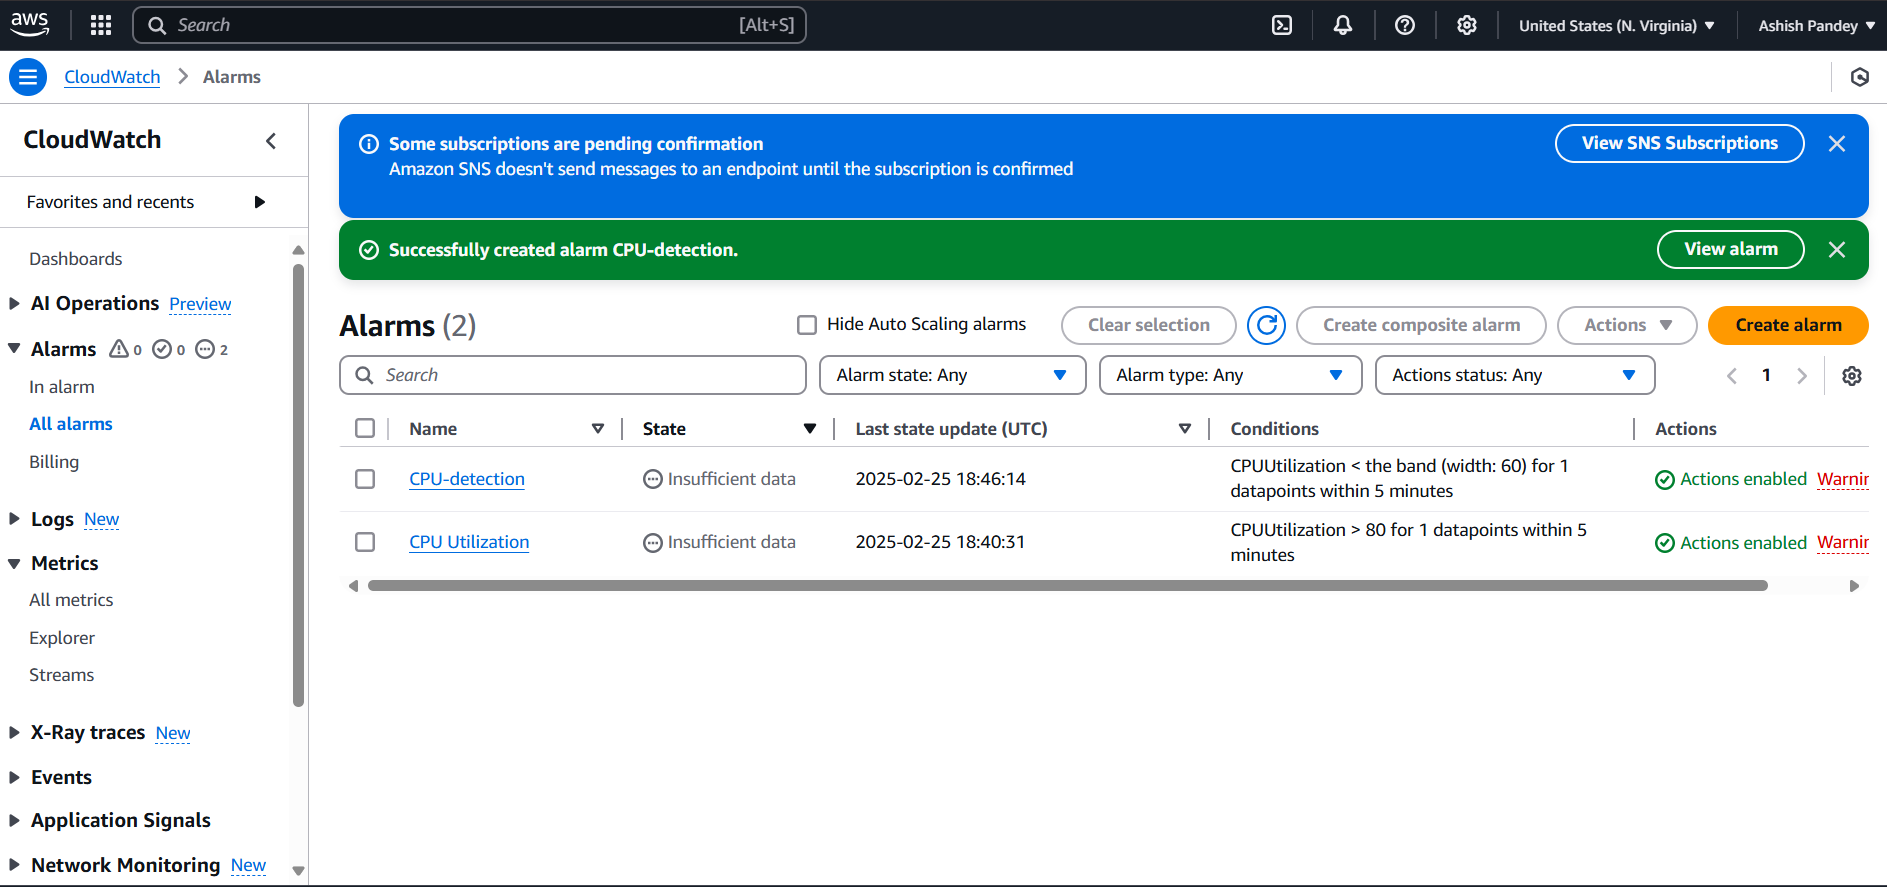 aws
Search [Alt+S]
United States (N. Virginia)
Ashish Pandey
CloudWatch
Alarms
CloudWatch
Favorites and recents
Dashboards
AI Operations Preview
Alarms 0 0 2
In alarm
All alarms
Billing
Logs New
Metrics
All metrics
Explorer
Streams
X-Ray traces New
Events
Application Signals
Network Monitoring New
Some subscriptions are pending confirmation
Amazon SNS doesn't send messages to an endpoint until the subscription is confirmed
View SNS Subscriptions
Successfully created alarm CPU-detection.
View alarm
Alarms (2)
Hide Auto Scaling alarms
Clear selection
Create composite alarm
Actions
Create alarm
Search
Alarm state: Any
Alarm type: Any
Actions status: Any
1
Name State Last state update (UTC) Conditions Actions
CPU-detection Insufficient data 2025-02-25 18:46:14 CPUUtilization < the band (width: 60) for 1
datapoints within 5 minutes
Actions enabled Warnin
CPU Utilization Insufficient data 2025-02-25 18:40:31 CPUUtilization > 80 for 1 datapoints within 5
minutes
Actions enabled Warnin